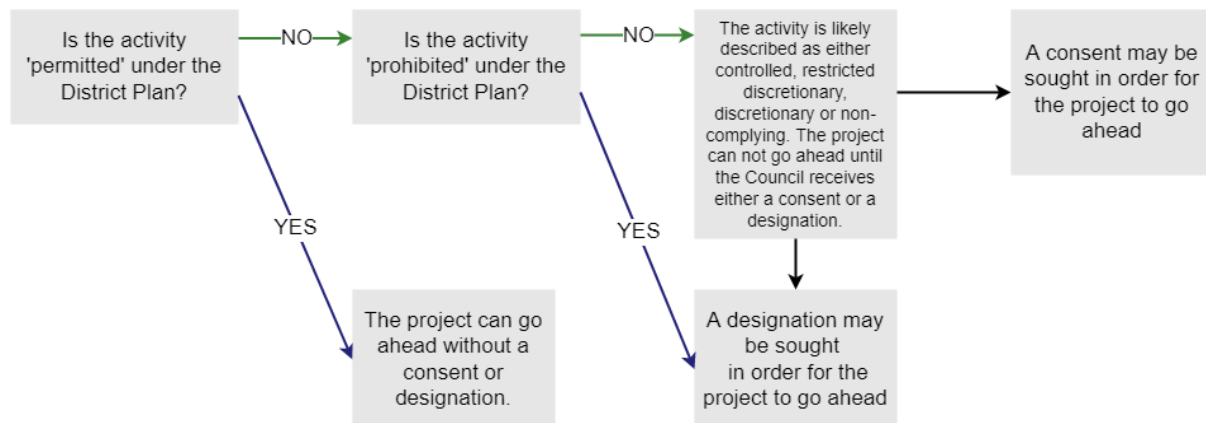 Is the activity
'permitted' under the
District Plan?
NO
Is the activity
'prohibited' under the
District Plan?
NO
The activity is likely
described as either
controlled, restricted
discretionary,
discretionary or non-
complying. The project
can not go ahead until
the Council receives
either a consent or a
designation.
A consent may be
sought in order for
the project to go
ahead
YES
YES
The project can go
ahead without a
consent or
designation.
A designation may
be sought
in order for the
project to go ahead